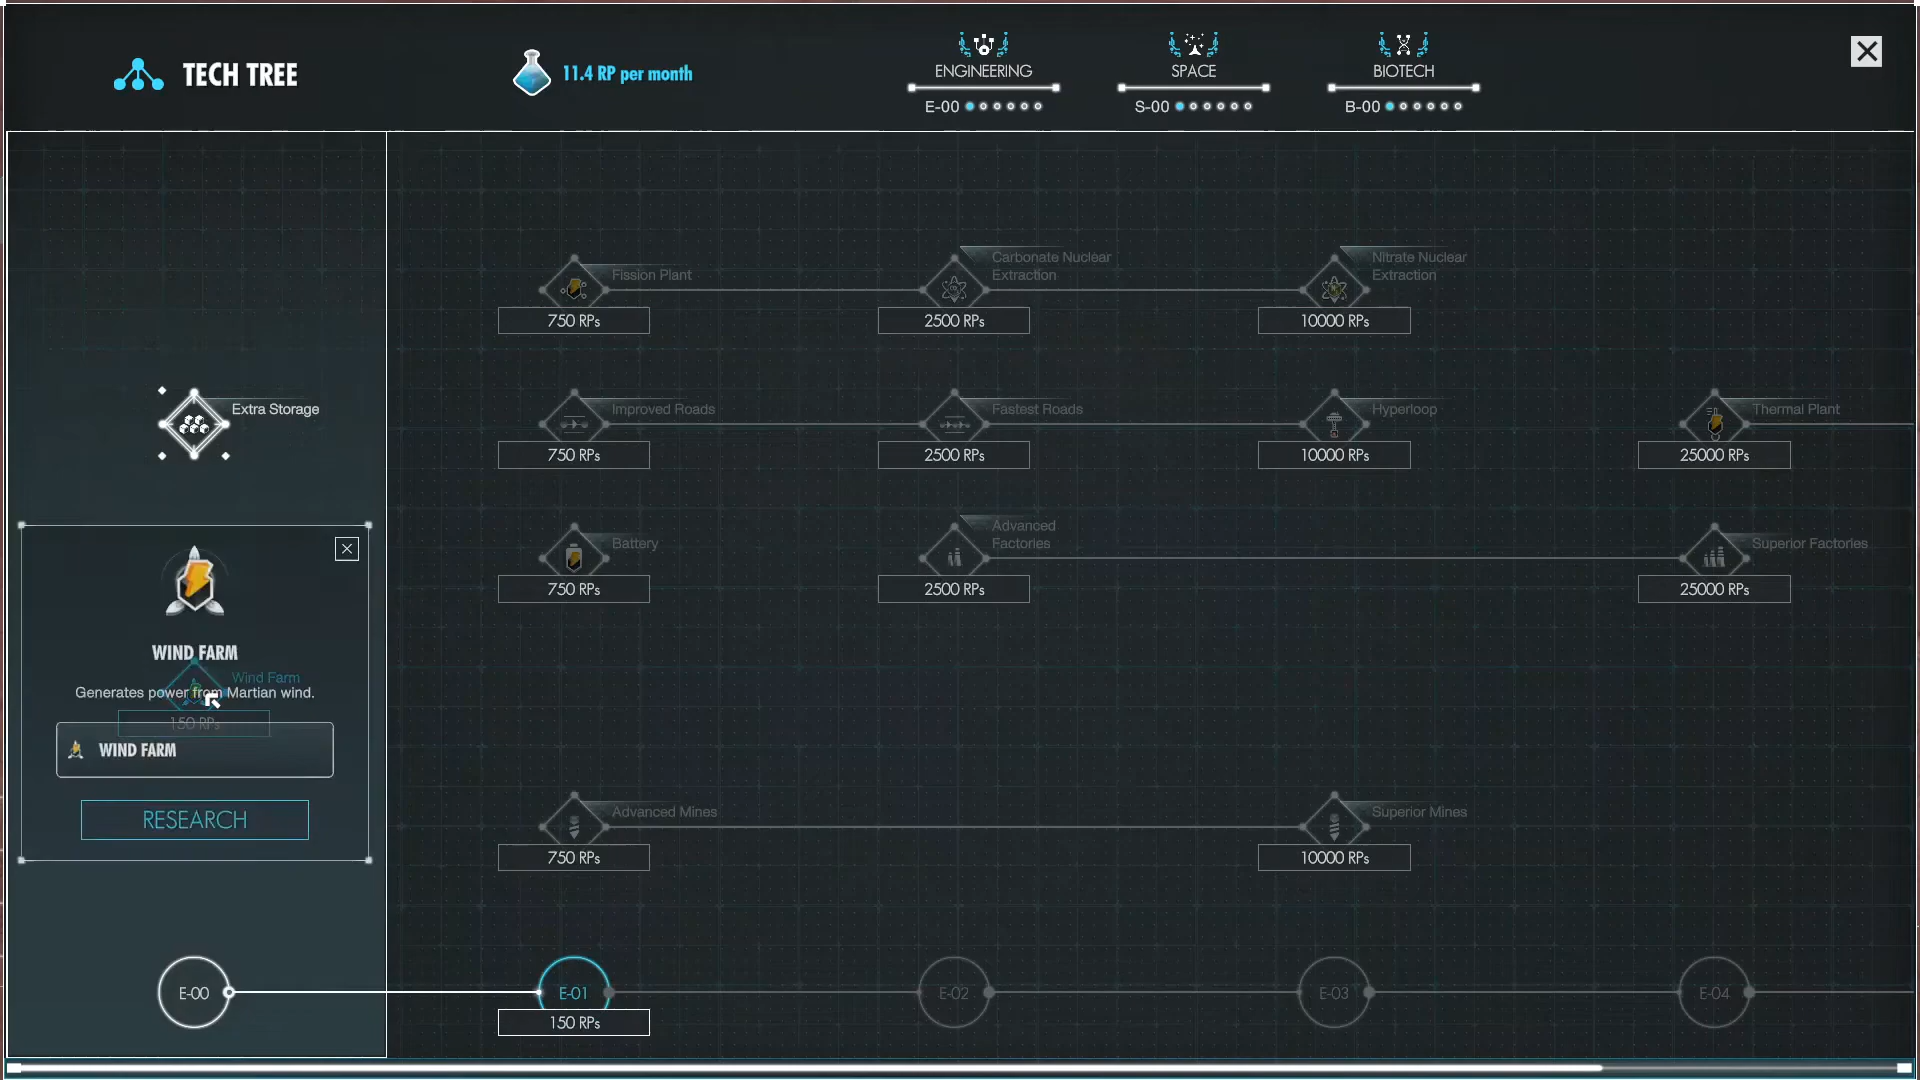 TECH TREE
11.4 RP per month
ENGINEERING
E-00
SPACE
S-00
BIOTECH
B-00
Fission Plant
750 RPs
Carbonate Nuclear
Extraction
2500 RPs
Nitrate Nuclear
Extraction
10000 RPs
Extra Storage
Improved Roads
750 RPs
Fastest Roads
2500 RPs
Hyperloop
10000 RPs
Thermal Plant
25000 RPs
Battery
750 RPs
Advanced
Factories
2500 RPs
Superior Factories
25000 RPs
WIND FARM
Wind Farm
Generates power from Martian wind.
150 RPs
WIND FARM
RESEARCH
Advanced Mines
750 RPs
Superior Mines
10000 RPs
E-00
E-01
150 RPs
E-02
E-03
E-04